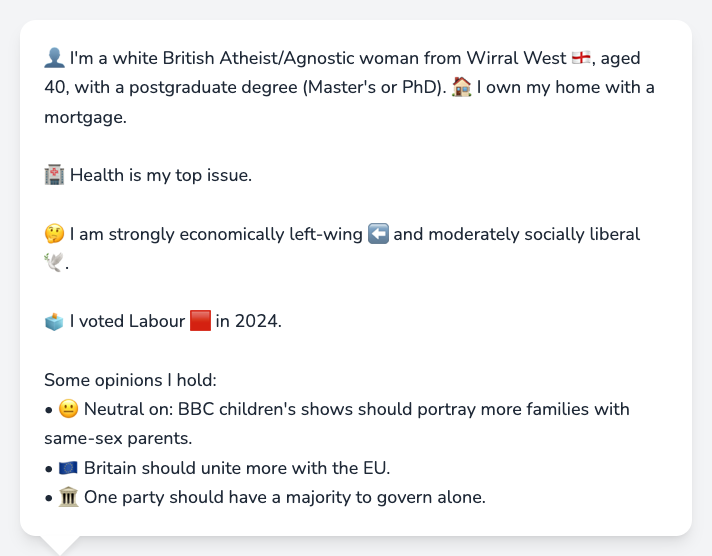 👤 I'm a white British Atheist/Agnostic woman from Wirral West 🏴󠁧󠁢󠁥󠁮󠁧󠁿, aged
40, with a postgraduate degree (Master's or PhD). 🏠 I own my home with a
mortgage.
🏥 Health is my top issue.
🤔 I am strongly economically left-wing ⬅️ and moderately socially liberal
🕊️.
🗳️ I voted Labour 🟥 in 2024.
Some opinions I hold:
• 😐 Neutral on: BBC children's shows should portray more families with
same-sex parents.
• 🇪🇺 Britain should unite more with the EU.
• 🏛️ One party should have a majority to govern alone.